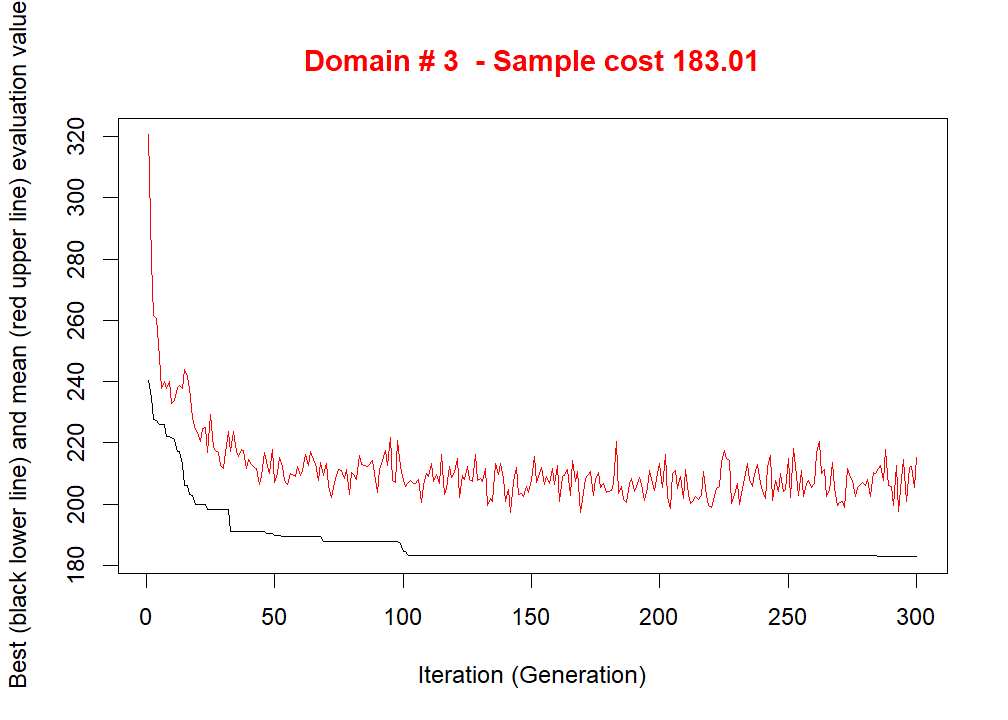 Domain # 3  - Sample cost 183.01
Best (black lower line) and mean (red upper line) evaluation value
320
300
280
260
240
220
200
180
0 50 100 150 200 250 300
Iteration (Generation)